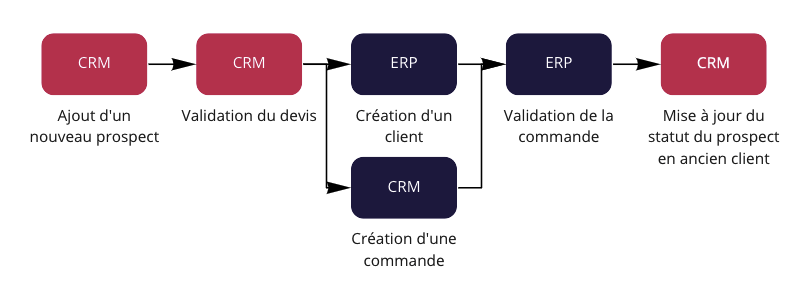 CRM
Ajout d'un
nouveau prospect
CRM
Validation du devis
ERP
Création d'un
client
ERP
Validation de la
commande
CRM
Mise à jour du
statut du prospect
en ancien client
CRM
Création d'une
commande